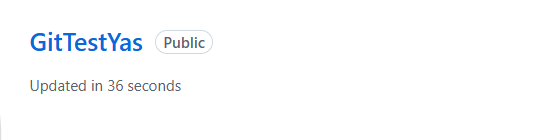 GitTestYas Public
Updated in 36 seconds